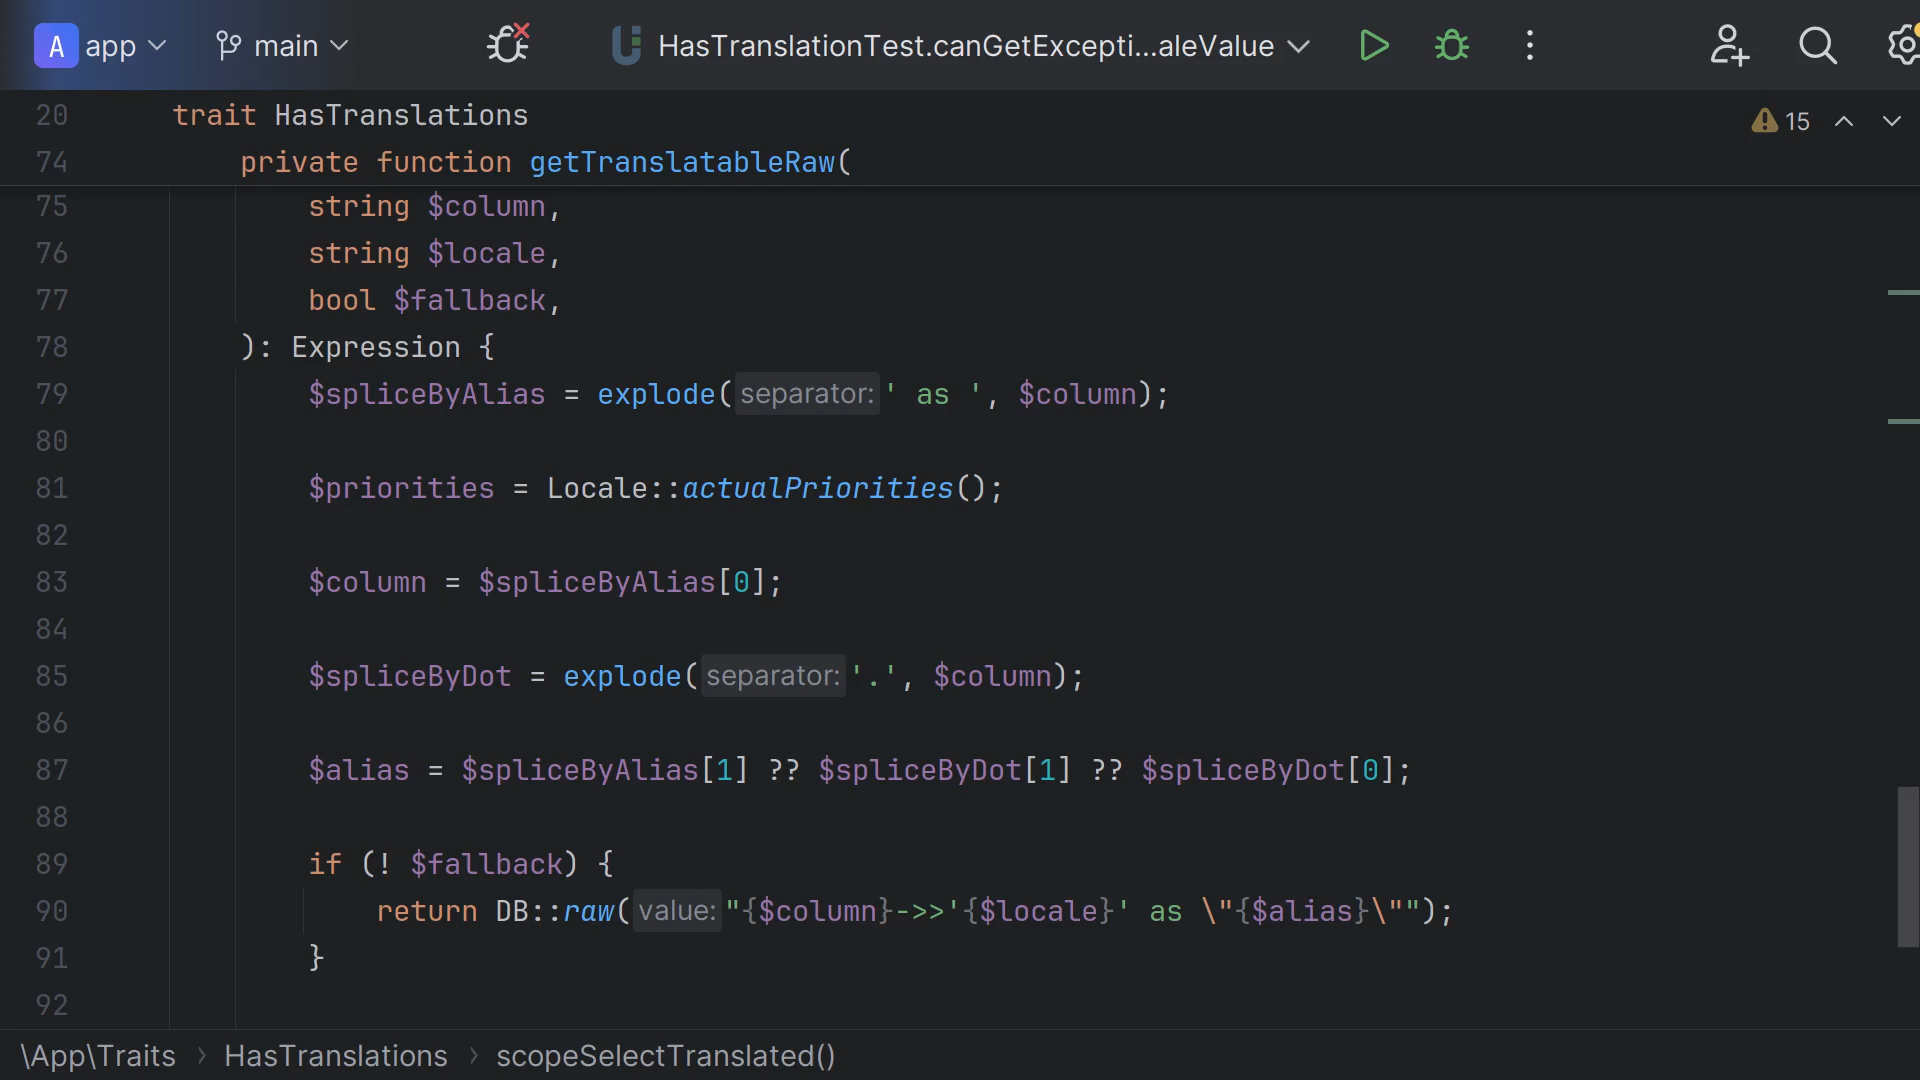 A app main HasTranslationTest.canGetExcepti...aleValue
20 trait HasTranslations
15
74 private function getTranslatableRaw(
75 string $column,
76 string $locale,
77 bool $fallback,
78 ): Expression {
79 $spliceByAlias = explode( separator: ' as ', $column);
80
81 $priorities = Locale::actualPriorities();
82
83 $column = $spliceByAlias[0];
84
85 $spliceByDot = explode( separator: '.', $column);
86
87 $alias = $spliceByAlias[1] ?? $spliceByDot[1] ?? $spliceByDot[0];
88
89 if (! $fallback) {
90 return DB::raw( value: "{$column}->>'{$locale}' as \"{$alias}\"");
91 }
92
\App\Traits › HasTranslations › scopeSelectTranslated()